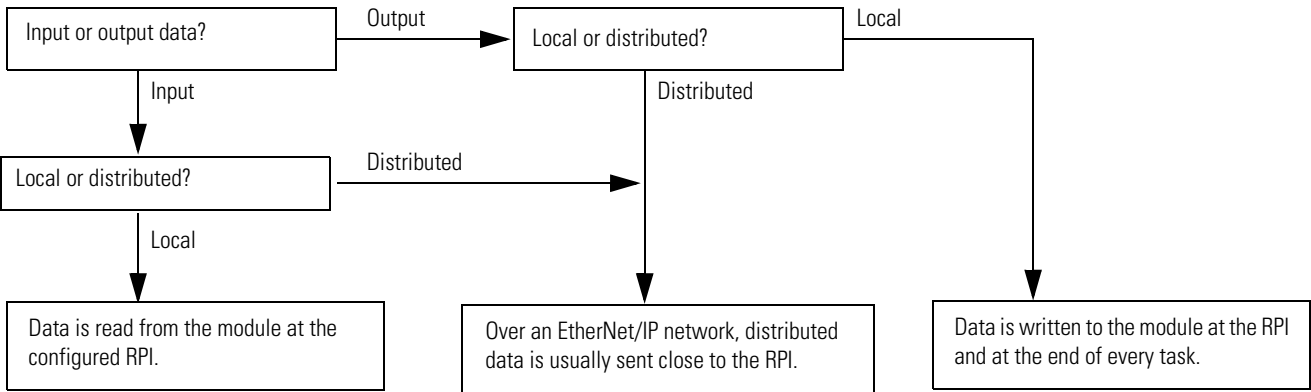 Input or output data?
Output
Local or distributed?
Local
Input
Distributed
Local or distributed?
Distributed
Local
Data is read from the module at the
configured RPI.
Over an EtherNet/IP network, distributed
data is usually sent close to the RPI.
Data is written to the module at the RPI
and at the end of every task.